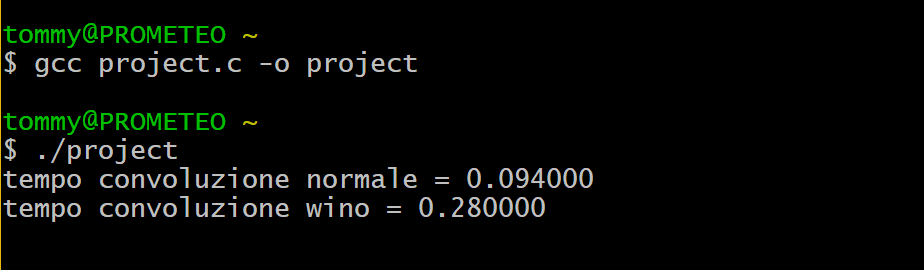 tommy@PROMETEO ~
$ gcc project.c -o project
tommy@PROMETEO ~
$ ./project
tempo convoluzione normale = 0.094000
tempo convoluzione wino = 0.280000